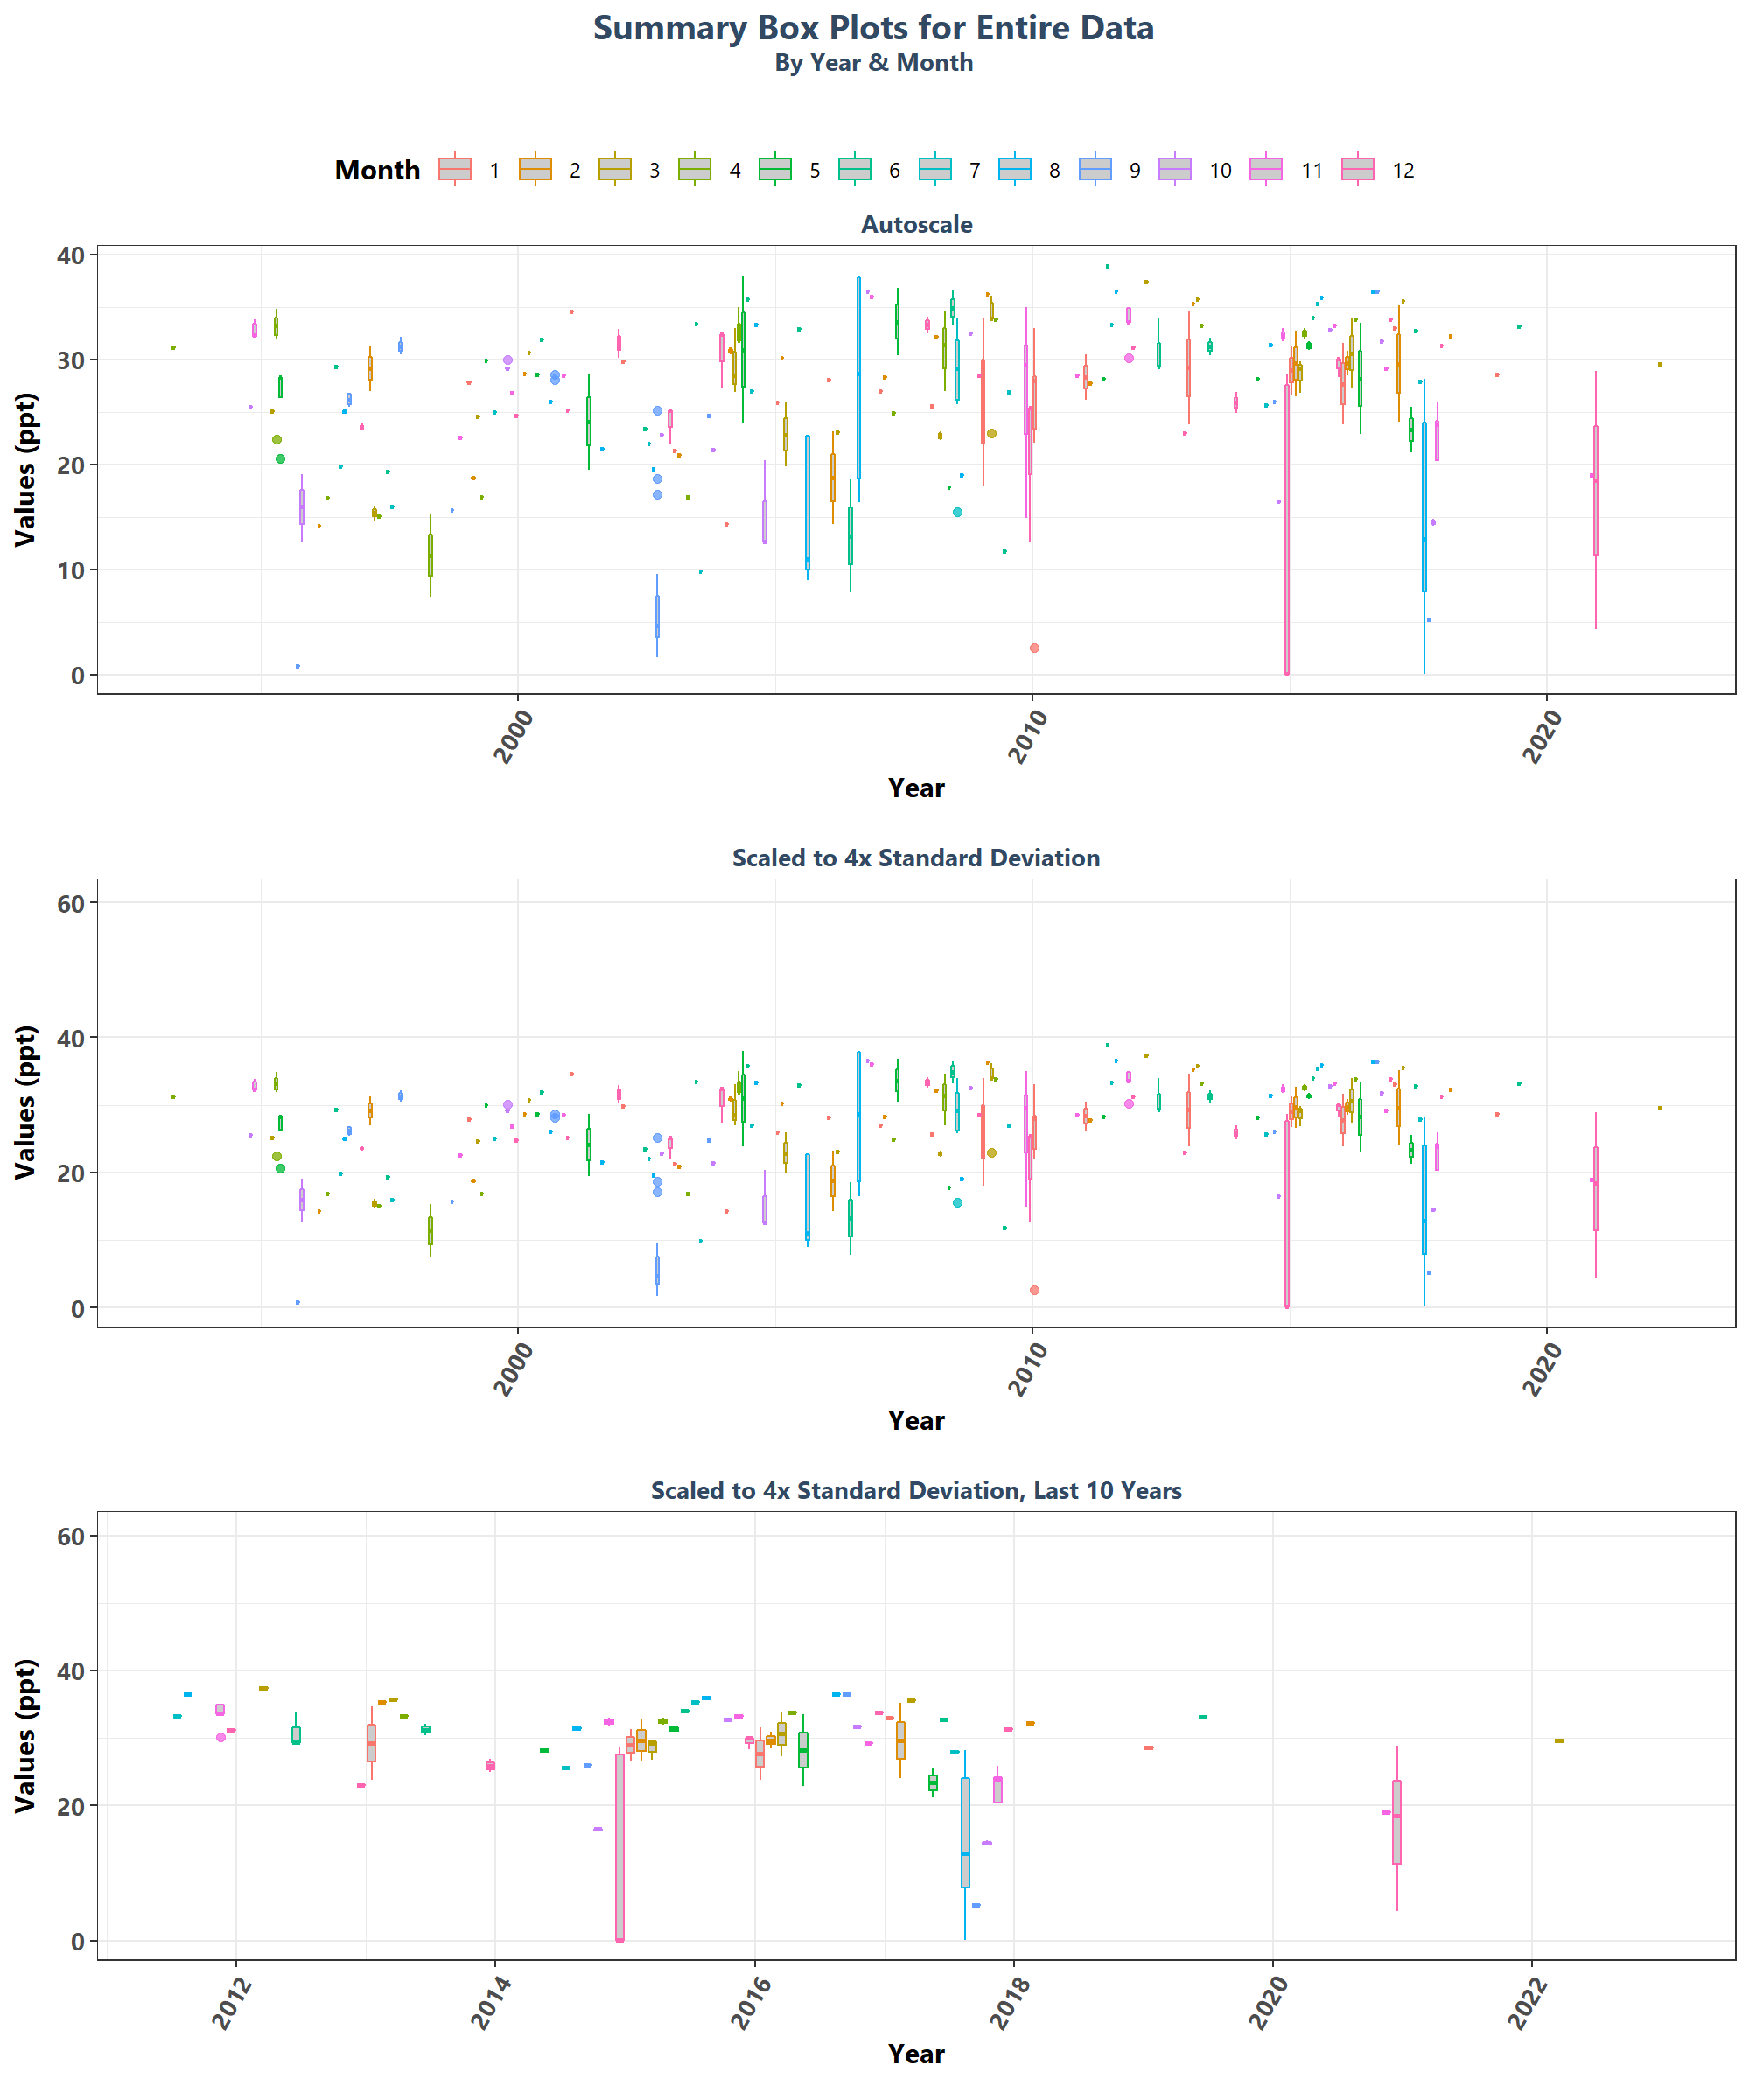 Summary Box Plots for Entire Data
By Year & Month
Month 1 2 3 4 5 6 7 8 9 10 11 12
Autoscale
Values (ppt)
40
30
20
10
0
2000 2010 2020
Year
Scaled to 4x Standard Deviation
Values (ppt)
60
40
20
0
2000 2010 2020
Year
Scaled to 4x Standard Deviation, Last 10 Years
Values (ppt)
60
40
20
0
2012 2014 2016 2018 2020 2022
Year